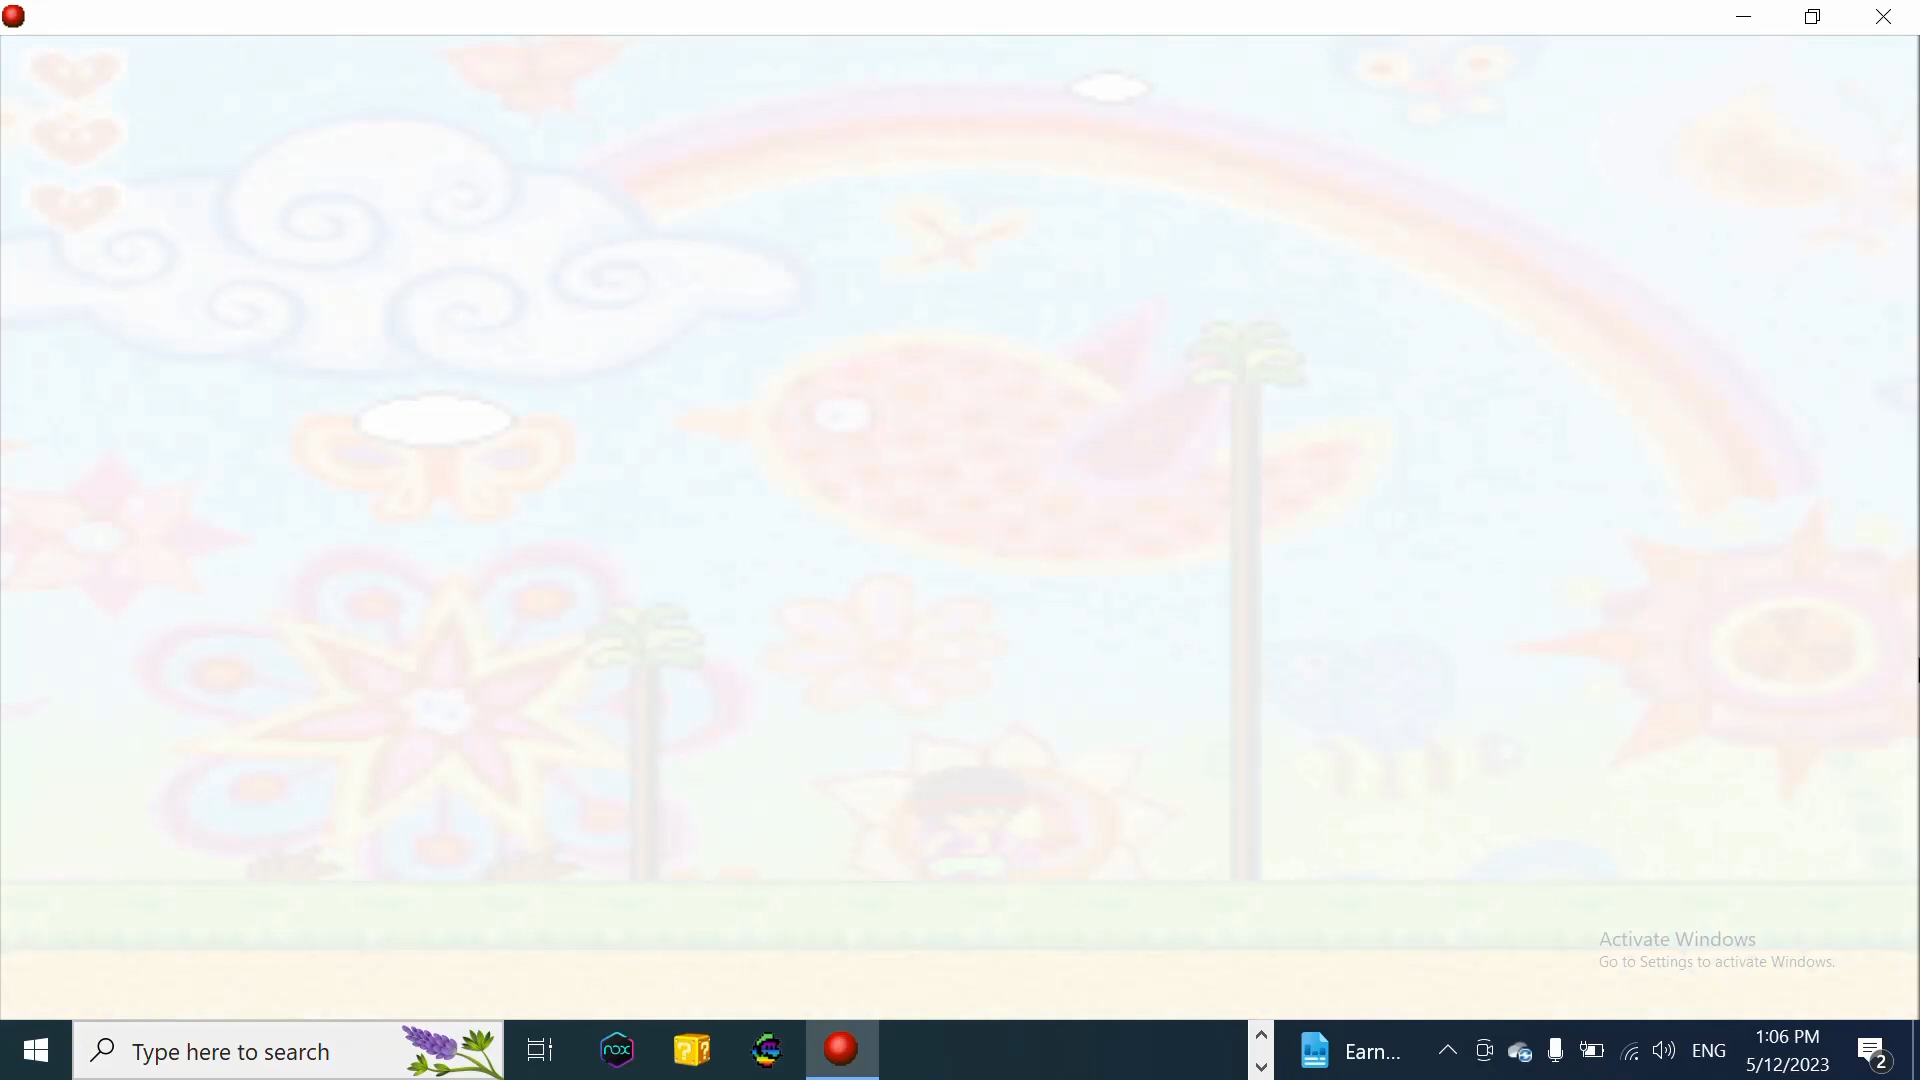 Activate Windows
Go to Settings to activate Windows.
Type here to search
nox
Earn...
ENG
1:06 PM
5/12/2023
2